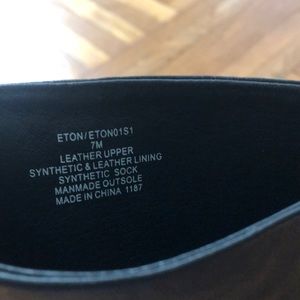 ETON/ETON01S1
7M
LEATHER UPPER
SYNTHETIC & LEATHER LINING
SYNTHETIC SOCK
MANMADE OUTSOLE
MADE IN CHINA 1187